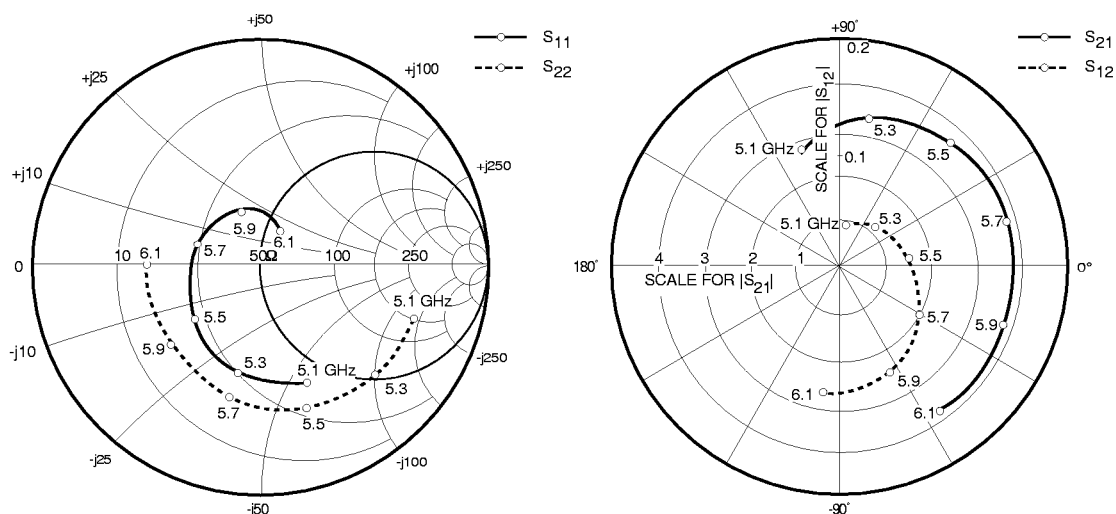 +j50
S11
S22
+j25
+j100
+j10
+j250
5.9
6.1
5.7
0
10
6.1
50Ω
100
250
5.1 GHz
5.5
5.9
-j10
-j250
5.3
5.1 GHz
5.3
5.7
5.5
-j25
-j100
-j50
+90°
0.2
S21
S12
SCALE FOR |S12|
5.3
5.1 GHz
0.1
5.5
5.1 GHz
5.3
5.7
180°
4
3
2
1
5.5
0°
SCALE FOR |S21|
5.7
5.9
5.9
6.1
6.1
-90°